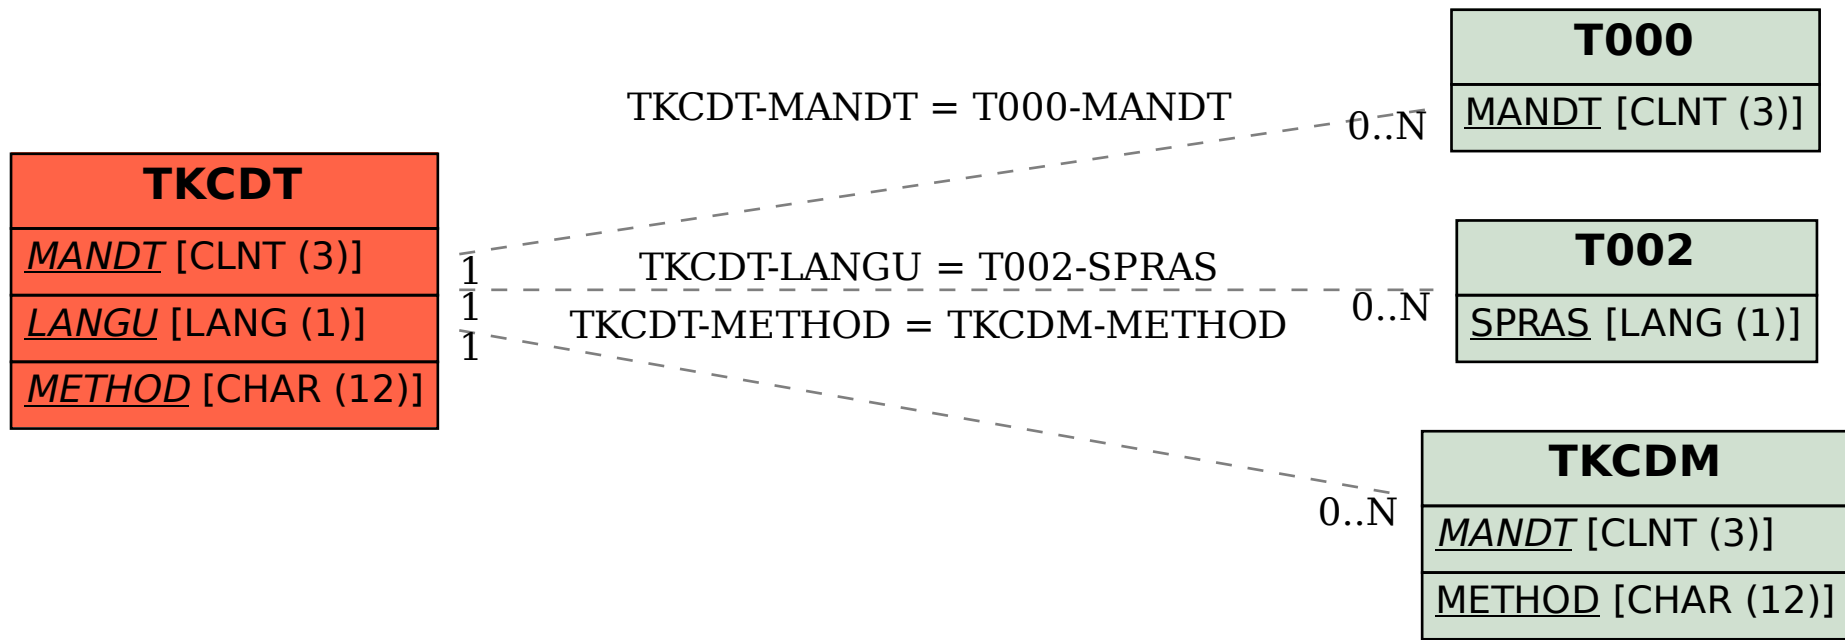 TKCDT
MANDT [CLNT (3)]
LANGU [LANG (1)]
METHOD [CHAR (12)]
TKCDT-MANDT = T000-MANDT
1
0..N
TKCDT-LANGU = T002-SPRAS
1
0..N
TKCDT-METHOD = TKCDM-METHOD
1
0..N
T000
MANDT [CLNT (3)]
T002
SPRAS [LANG (1)]
TKCDM
MANDT [CLNT (3)]
METHOD [CHAR (12)]